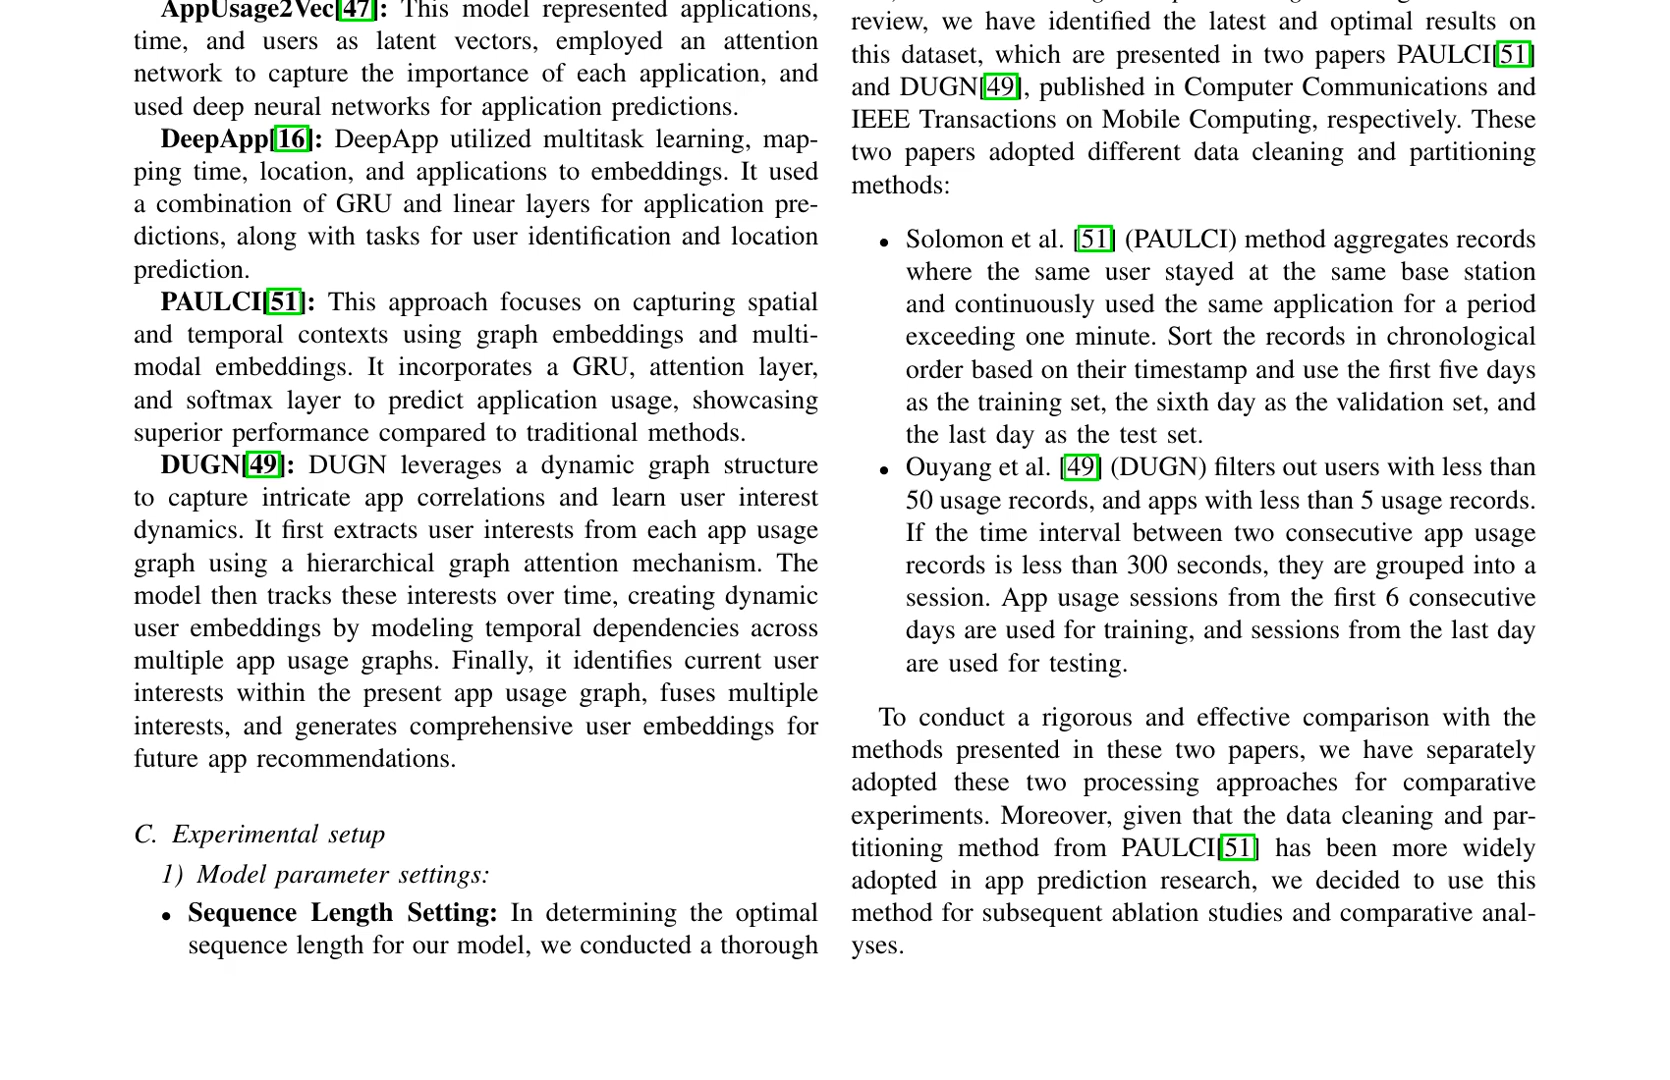 AppUsage2Vec[47]: This model represented applications,
time, and users as latent vectors, employed an attention
network to capture the importance of each application, and
used deep neural networks for application predictions.
DeepApp[16]: DeepApp utilized multitask learning, map-
ping time, location, and applications to embeddings. It used
a combination of GRU and linear layers for application pre-
dictions, along with tasks for user identification and location
prediction.
PAULCI[51]: This approach focuses on capturing spatial
and temporal contexts using graph embeddings and multi-
modal embeddings. It incorporates a GRU, attention layer,
and softmax layer to predict application usage, showcasing
superior performance compared to traditional methods.
DUGN[49]: DUGN leverages a dynamic graph structure
to capture intricate app correlations and learn user interest
dynamics. It first extracts user interests from each app usage
graph using a hierarchical graph attention mechanism. The
model then tracks these interests over time, creating dynamic
user embeddings by modeling temporal dependencies across
multiple app usage graphs. Finally, it identifies current user
interests within the present app usage graph, fuses multiple
interests, and generates comprehensive user embeddings for
future app recommendations.
C. Experimental setup
1) Model parameter settings:
• Sequence Length Setting: In determining the optimal
sequence length for our model, we conducted a thorough
review, we have identified the latest and optimal results on
this dataset, which are presented in two papers PAULCI[51]
and DUGN[49], published in Computer Communications and
IEEE Transactions on Mobile Computing, respectively. These
two papers adopted different data cleaning and partitioning
methods:
• Solomon et al. [51] (PAULCI) method aggregates records
where the same user stayed at the same base station
and continuously used the same application for a period
exceeding one minute. Sort the records in chronological
order based on their timestamp and use the first five days
as the training set, the sixth day as the validation set, and
the last day as the test set.
• Ouyang et al. [49] (DUGN) filters out users with less than
50 usage records, and apps with less than 5 usage records.
If the time interval between two consecutive app usage
records is less than 300 seconds, they are grouped into a
session. App usage sessions from the first 6 consecutive
days are used for training, and sessions from the last day
are used for testing.
To conduct a rigorous and effective comparison with the
methods presented in these two papers, we have separately
adopted these two processing approaches for comparative
experiments. Moreover, given that the data cleaning and par-
titioning method from PAULCI[51] has been more widely
adopted in app prediction research, we decided to use this
method for subsequent ablation studies and comparative anal-
yses.